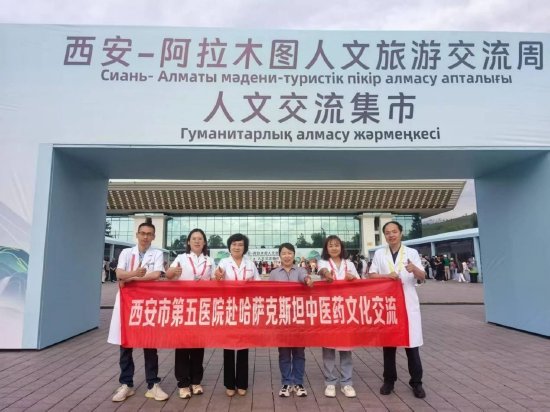 西安-阿拉木图人文旅游交流周
Сиань- Алматы мәдени-туристік пікір алмасу апталығы
人文交流集市
Гуманитарлық алмасу жәрмеңкесі
西安市第五医院赴哈萨克斯坦中医药文化交流